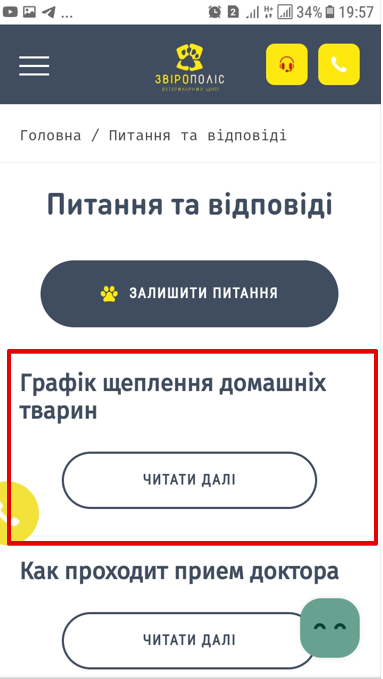 ... 2 H+ 34% 19:57
ЗВІРОПОЛІС
ВЕТЕРИНАРНИЙ ЦЕНТР
Головна / Питання та відповіді
Питання та відповіді
ЗАЛИШИТИ ПИТАННЯ
Графік щеплення домашніх
тварин
ЧИТАТИ ДАЛІ
Как проходит прием доктора
ЧИТАТИ ДАЛІ